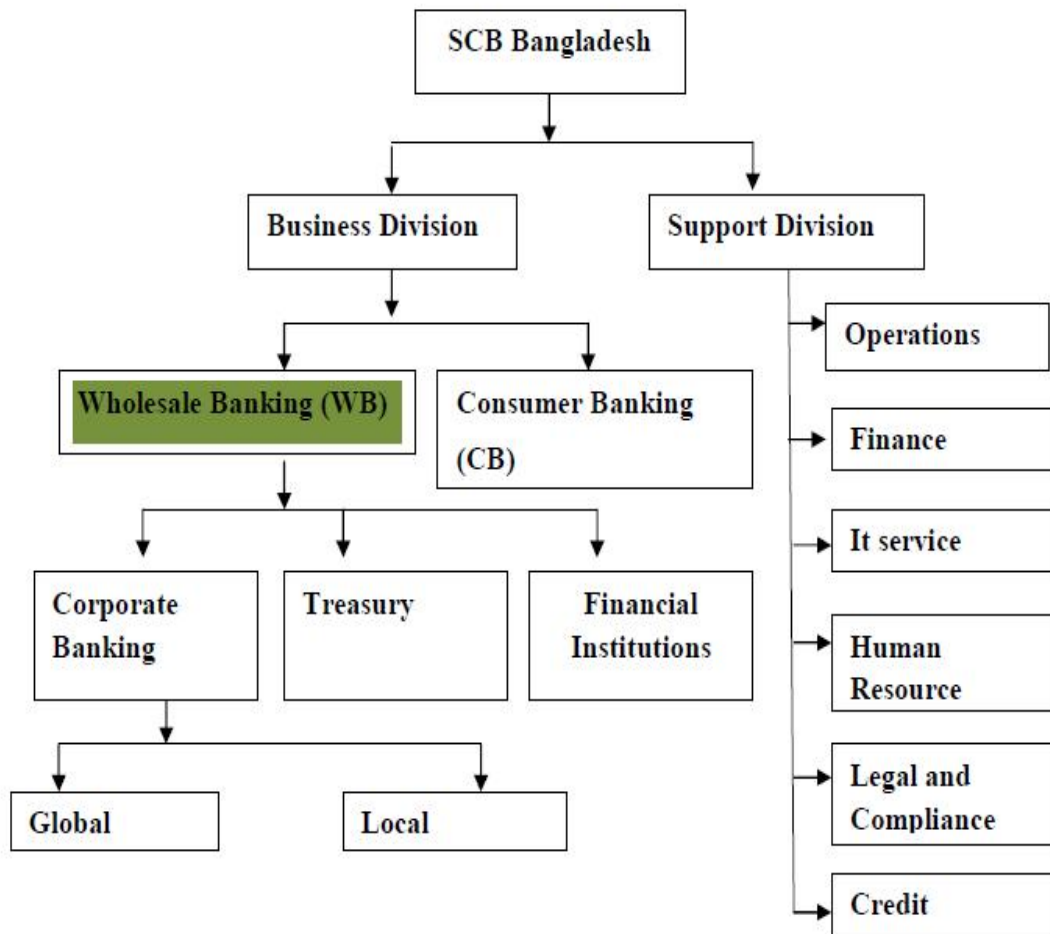 SCB Bangladesh
Business Division
Support Division
Operations
Wholesale Banking (WB)
Consumer Banking
(CB)
Finance
It service
Corporate
Banking
Treasury
Financial
Institutions
Human
Resource
Legal and
Compliance
Global
Local
Credit